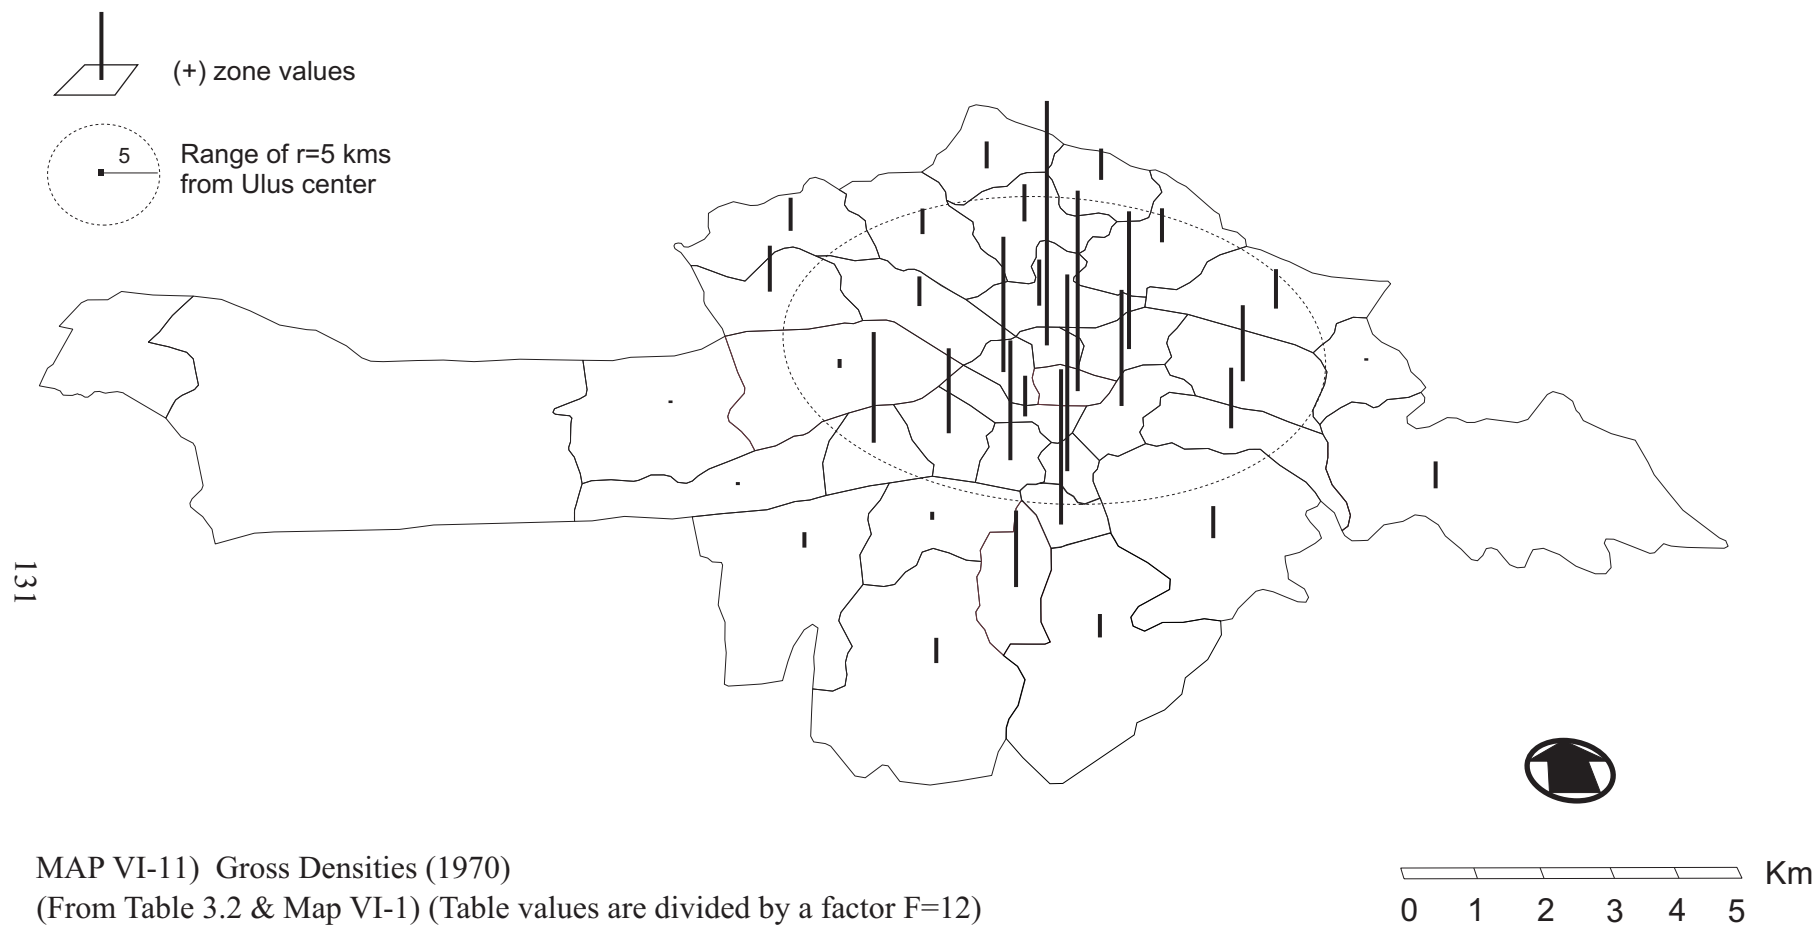 (+) zone values
5
Range of r=5 kms
from Ulus center
131
MAP VI-11) Gross Densities (1970)
(From Table 3.2 & Map VI-1) (Table values are divided by a factor F=12)
Km
0 1 2 3 4 5